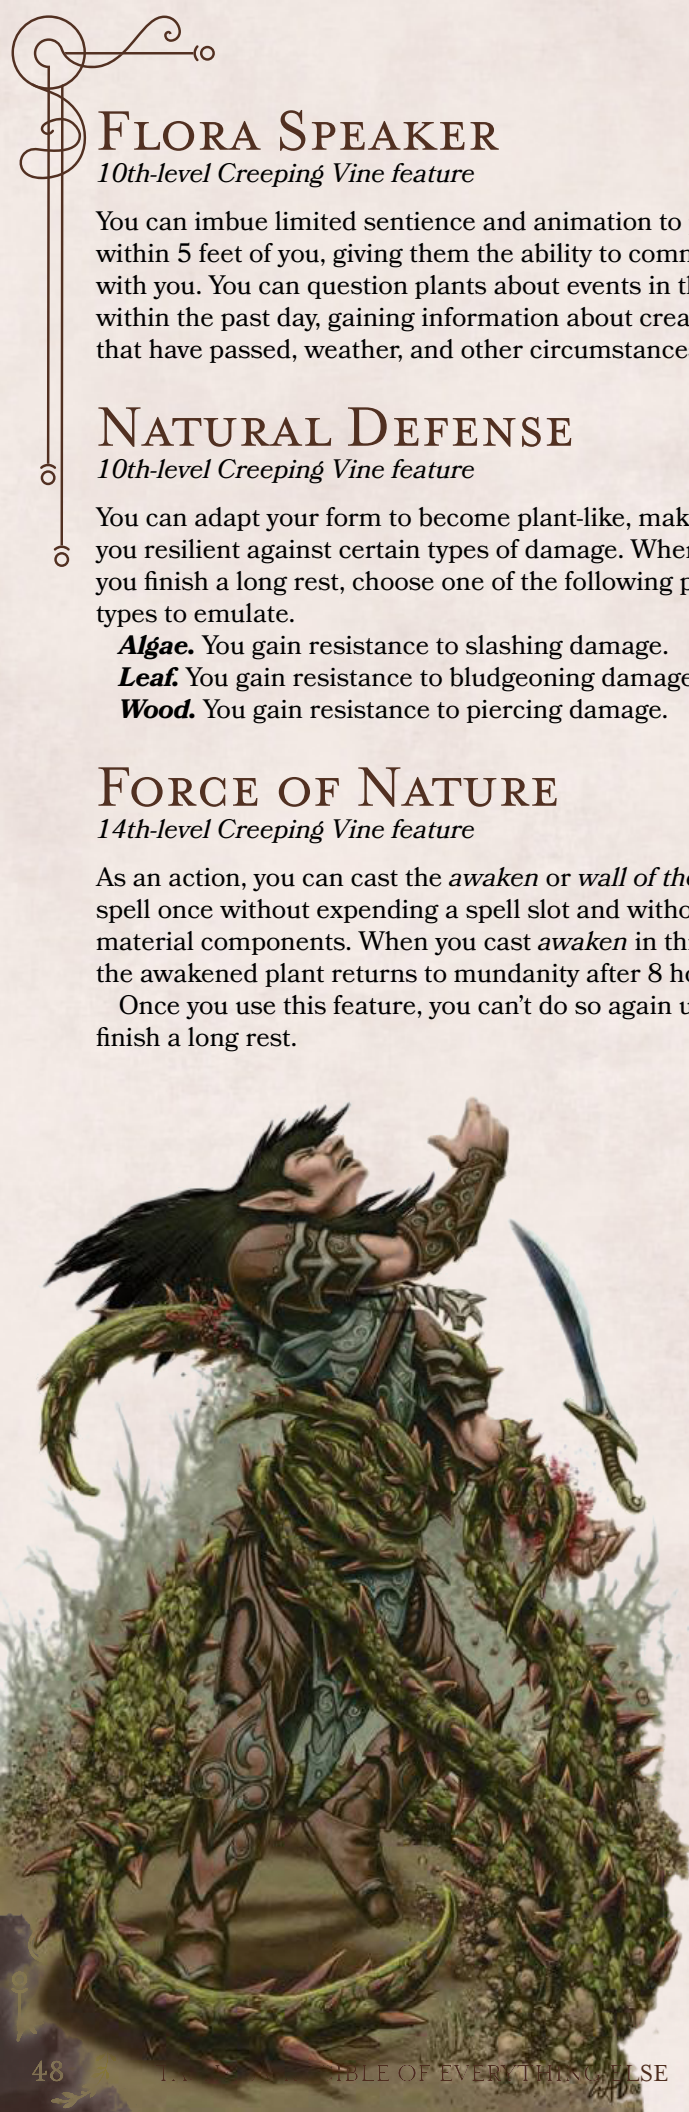 FLORA SPEAKER
10th-level Creeping Vine feature
You can imbue limited sentience and animation to
within 5 feet of you, giving them the ability to comm
with you. You can question plants about events in th
within the past day, gaining information about crea
that have passed, weather, and other circumstance
NATURAL DEFENSE
10th-level Creeping Vine feature
You can adapt your form to become plant-like, mak
you resilient against certain types of damage. When
you finish a long rest, choose one of the following p
types to emulate.
Algae. You gain resistance to slashing damage.
Leaf. You gain resistance to bludgeoning damage
Wood. You gain resistance to piercing damage.
FORCE OF NATURE
14th-level Creeping Vine feature
As an action, you can cast the awaken or wall of tho
spell once without expending a spell slot and witho
material components. When you cast awaken in thi
the awakened plant returns to mundanity after 8 ho
Once you use this feature, you can't do so again u
finish a long rest.
48
OF EVERYTHING ELSE